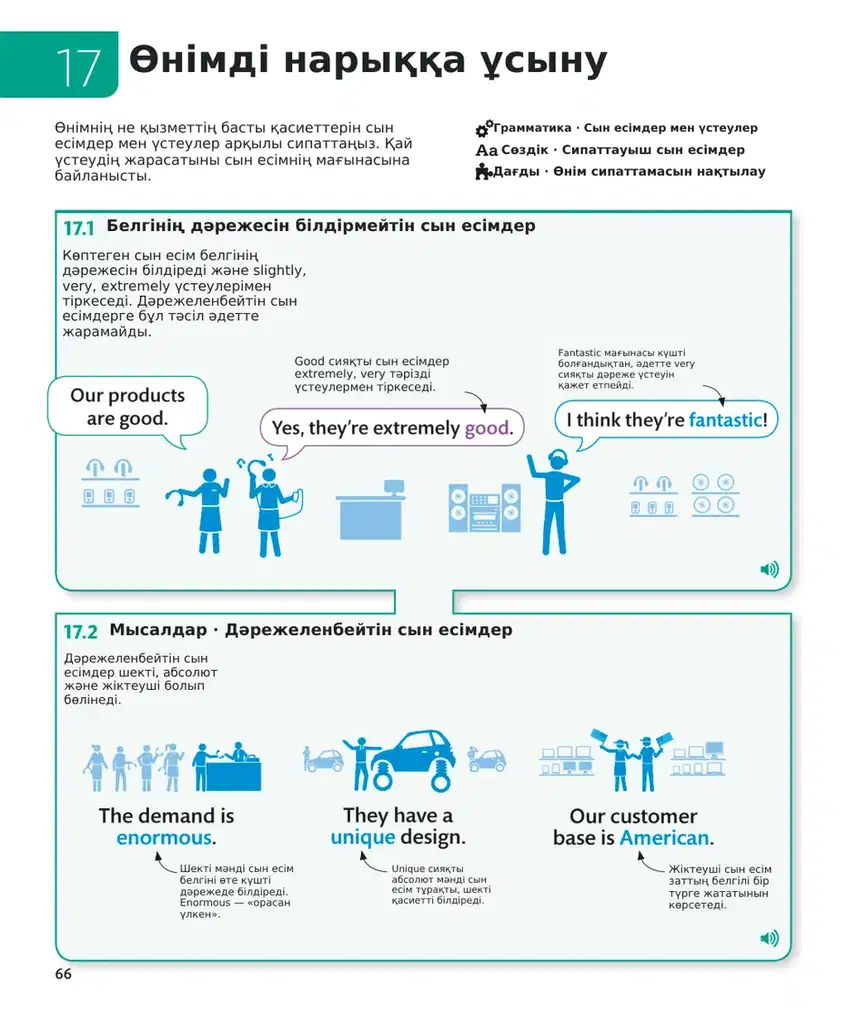 17
Өнімді нарыққа ұсыну
Өнімнің не қызметтің басты қасиеттерін сын
есімдер мен үстеулер арқылы сипаттаңыз. Қай
үстеудің жарасатыны сын есімнің мағынасына
байланысты.
Грамматика · Сын есімдер мен үстеулер
Aa Сөздік · Сипаттауыш сын есімдер
Дағды · Өнім сипаттамасын нақтылау
17.1 Белгінің дәрежесін білдірмейтін сын есімдер
Көптеген сын есім белгінің
дәрежесін білдіреді және slightly,
very, extremely үстеулерімен
тіркеседі. Дәрежеленбейтін сын
есімдерге бұл тәсіл әдетте
жарамайды.
Good сияқты сын есімдер
extremely, very тәрізді
үстеулермен тіркеседі.
Fantastic мағынасы күшті
болғандықтан, әдетте very
сияқты дәреже үстеуін
қажет етпейді.
Our products
are good.
Yes, they're extremely good.
I think they're fantastic!
17.2 Мысалдар · Дәрежеленбейтін сын есімдер
Дәрежеленбейтін сын
есімдер шекті, абсолют
және жіктеуші болып
бөлінеді.
The demand is
enormous.
Шекті мәнді сын есім
белгіні өте күшті
дәрежеде білдіреді.
Enormous — «орасан
үлкен».
They have a
unique design.
Unique сияқты
абсолют мәнді сын
есім тұрақты, шекті
қасиетті білдіреді.
Our customer
base is American.
Жіктеуші сын есім
заттың белгілі бір
түрге жататынын
көрсетеді.
66